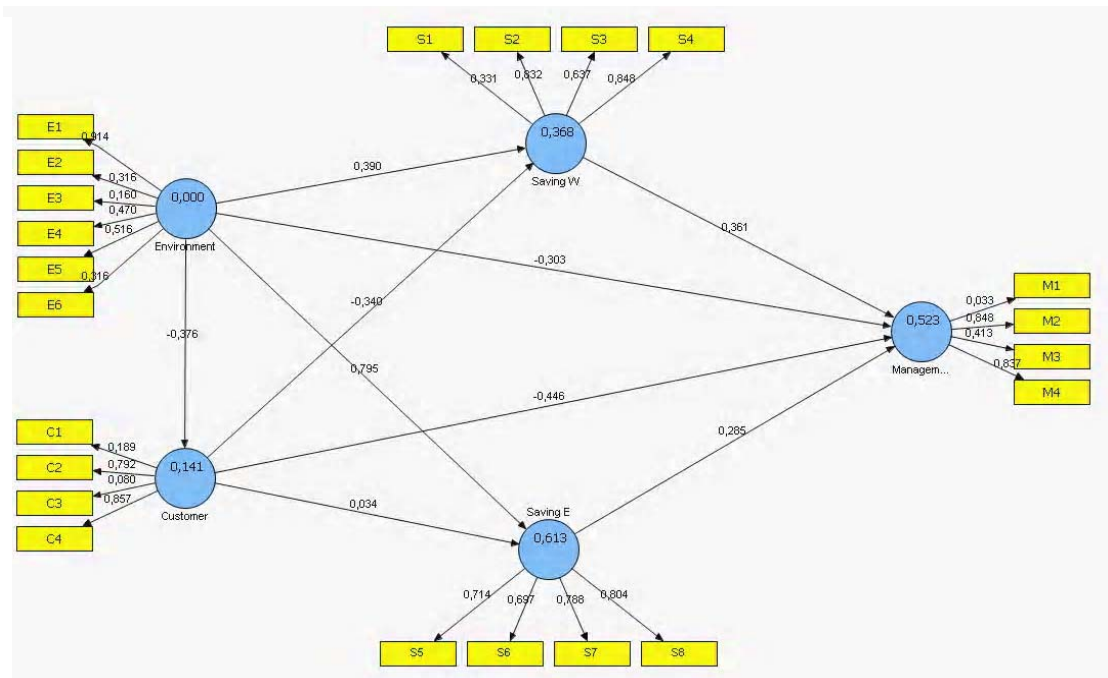 S1
S2
S3
S4
0,331
0,832
0,637
0,848
0,368
Saving W
E1
E2
E3
E4
E5
E6
0,914
0,316
0,160
0,470
0,516
0,316
0,000
Environment
0,390
-0,303
-0,340
-0,376
0,795
0,361
0,523
Managem...
0,033
0,848
0,413
0,837
M1
M2
M3
M4
C1
C2
C3
C4
0,189
0,792
0,080
0,857
0,141
Customer
-0,446
0,034
0,285
Saving E
0,613
0,714
0,697
0,788
0,804
S5
S6
S7
S8